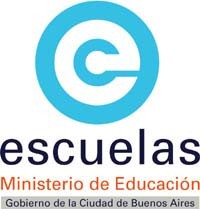 e
escuelas
Ministerio de Educación
Gobierno de la Ciudad de Buenos Aires